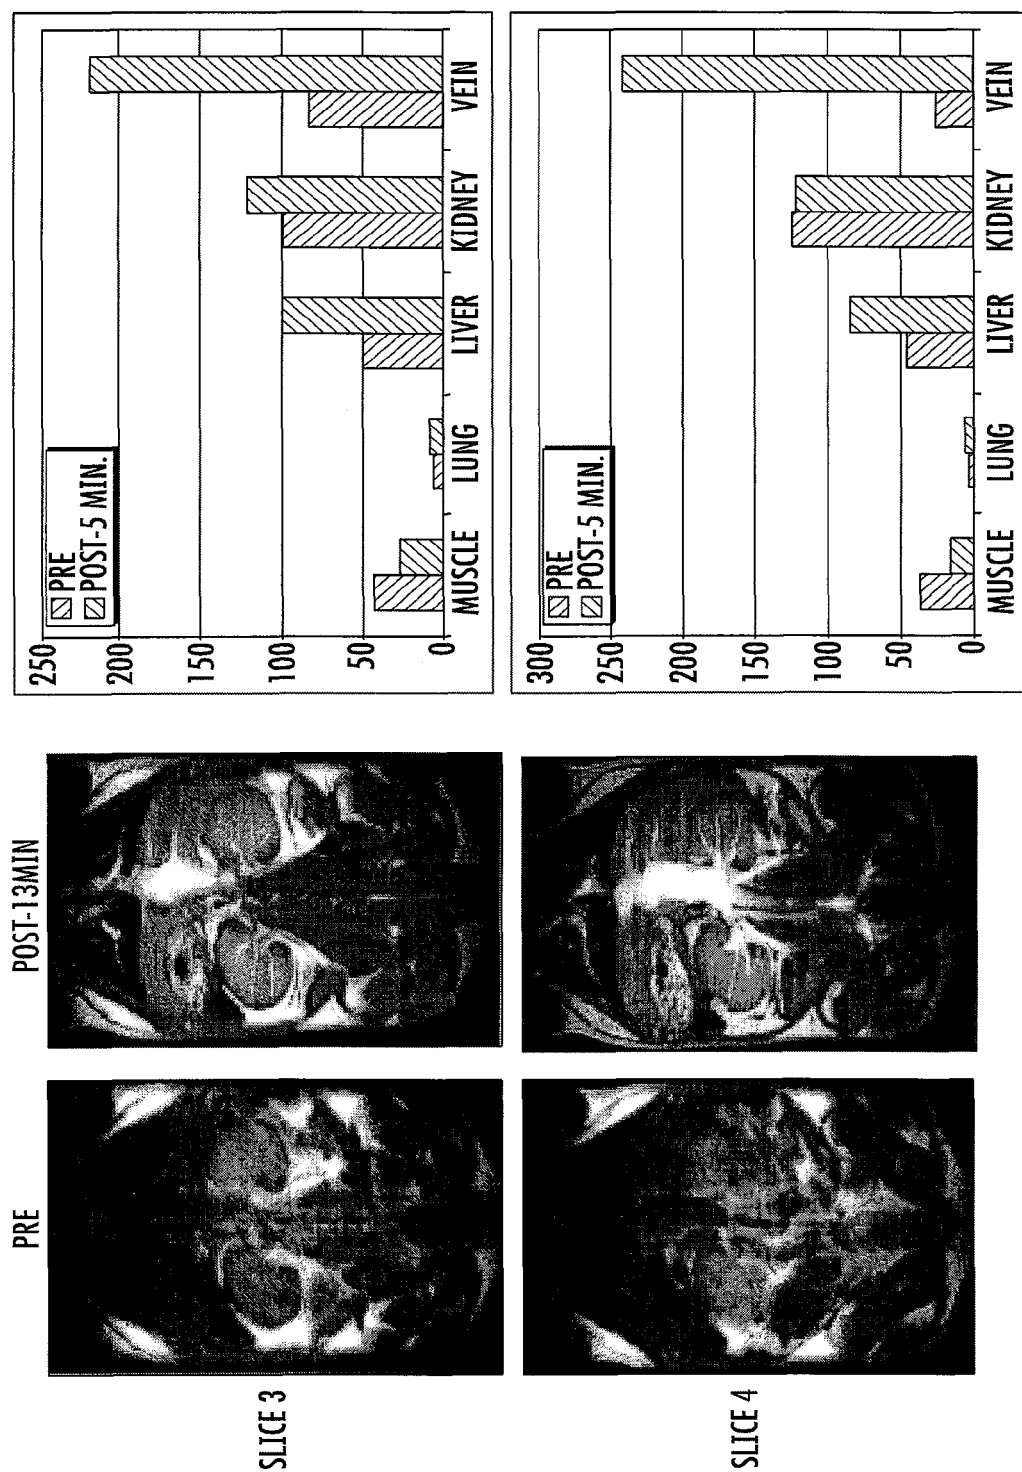 PRE
POST-13MIN
SLICE 3
250
200
150
100
50
0
PRE
POST-5 MIN.
MUSCLE LUNG LIVER KIDNEY VEIN
SLICE 4
300
250
200
150
100
50
0
PRE
POST-5 MIN.
MUSCLE LUNG LIVER KIDNEY VEIN